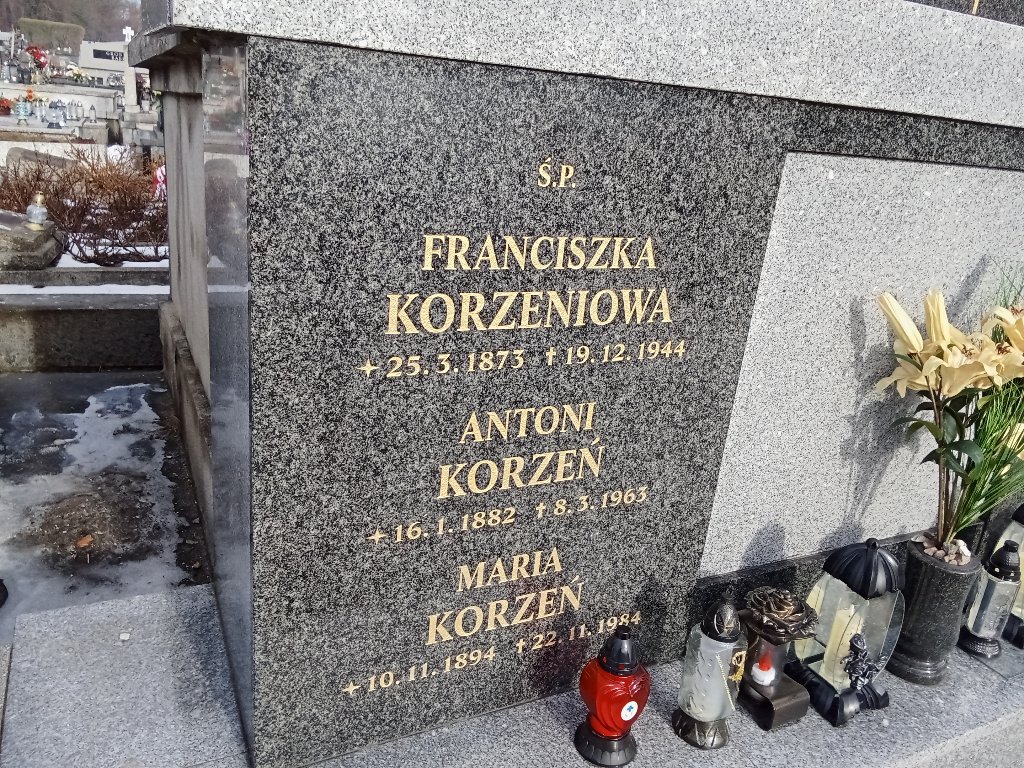 Ś.P.
FRANCISZKA
KORZENIOWA
25.3.1873 †19.12.1944
ANTONI
KORZEŃ
16.1.1882 †8.3.1963
MARIA
KORZEŃ
10.11.1894 †22.11.1984